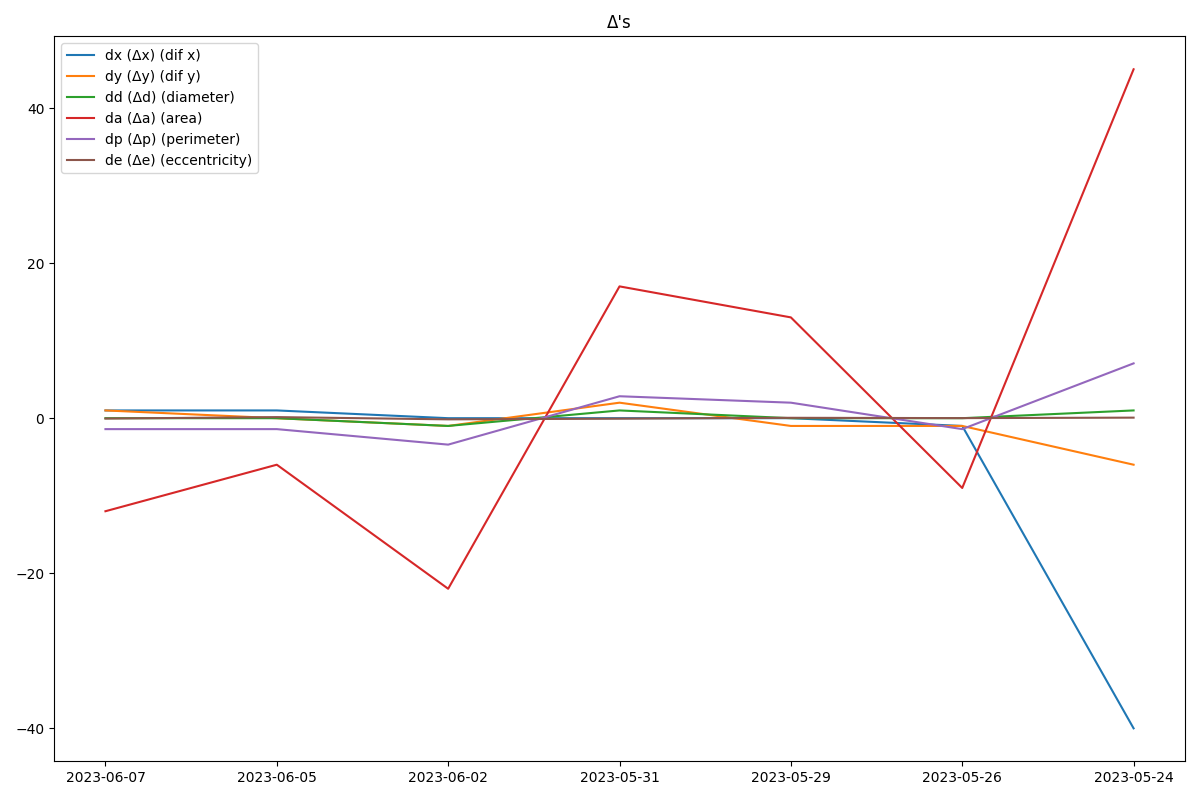 Δ's
dx (Δx) (dif x)
dy (Δy) (dif y)
dd (Δd) (diameter)
da (Δa) (area)
dp (Δp) (perimeter)
de (Δe) (eccentricity)
40
20
0
−20
−40
2023-06-07 2023-06-05 2023-06-02 2023-05-31 2023-05-29 2023-05-26 2023-05-24